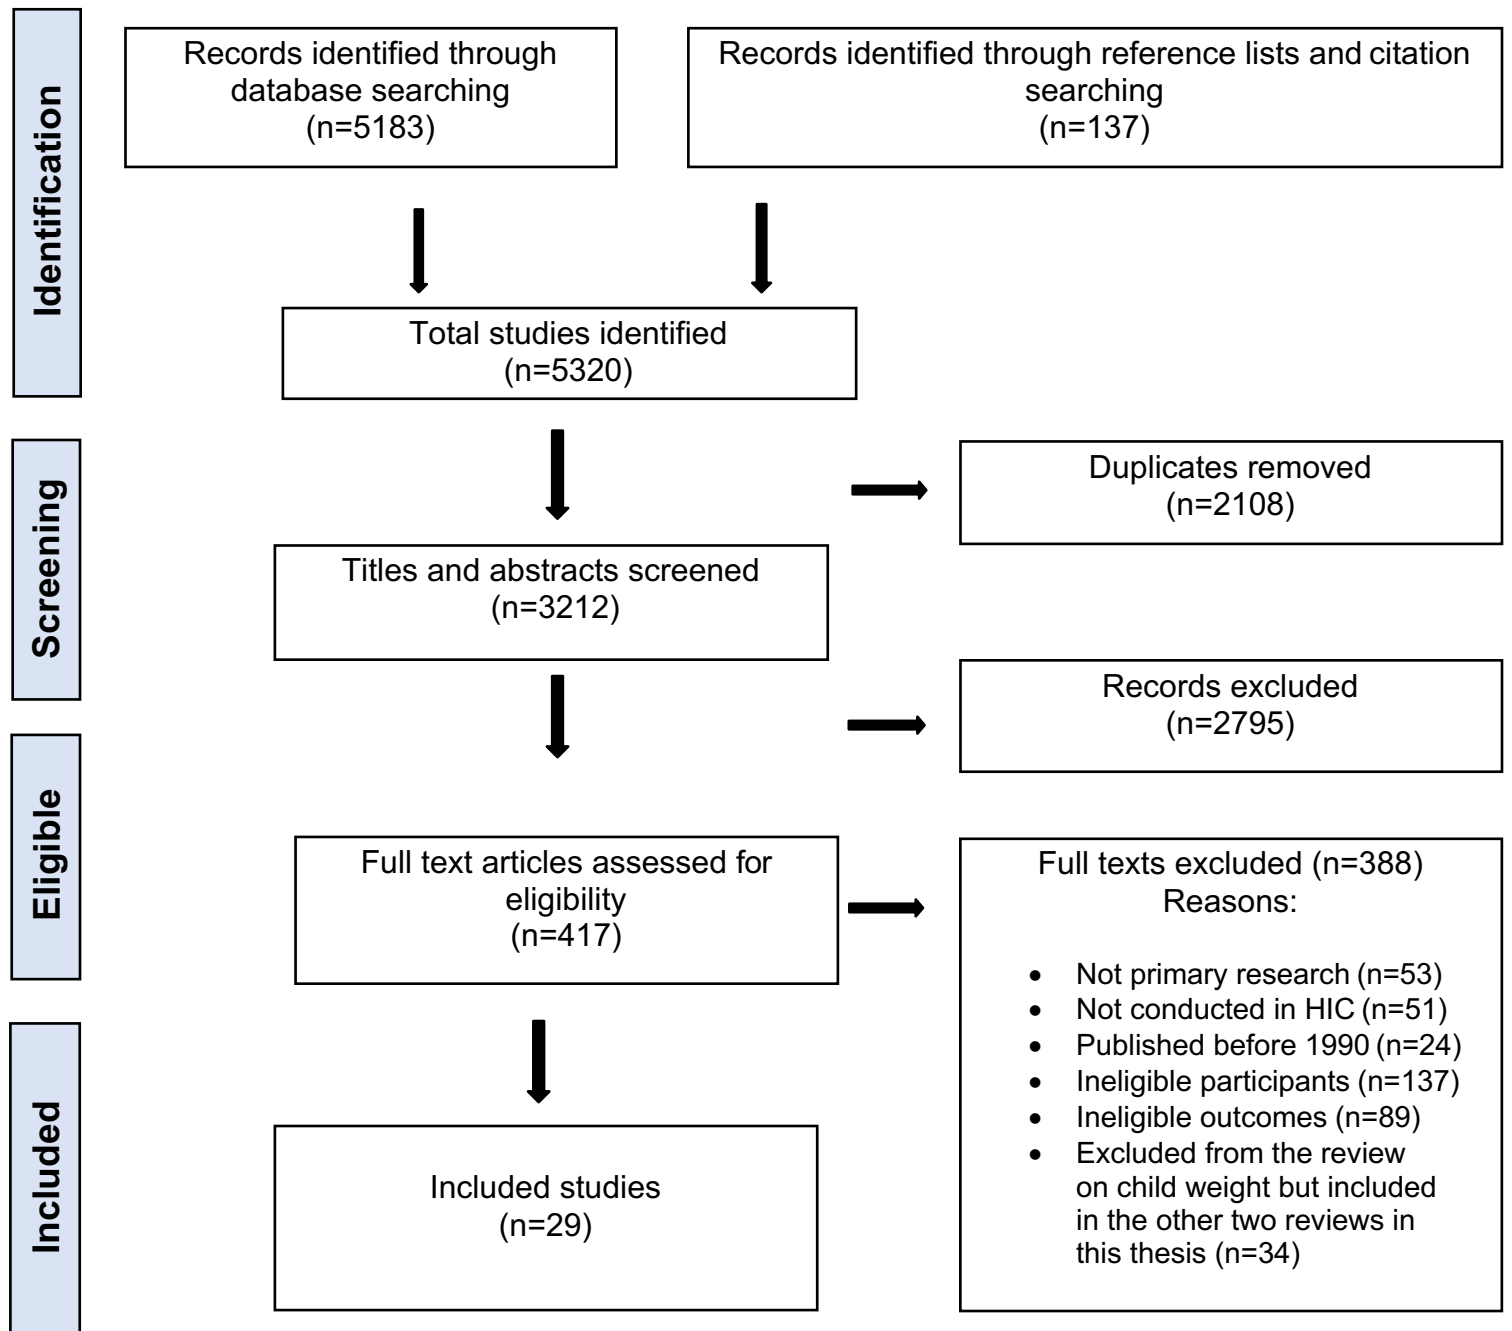 Identification
Records identified through
database searching
(n=5183)
Records identified through reference lists and citation
searching
(n=137)
Total studies identified
(n=5320)
Screening
Duplicates removed
(n=2108)
Titles and abstracts screened
(n=3212)
Records excluded
(n=2795)
Eligible
Full text articles assessed for
eligibility
(n=417)
Full texts excluded (n=388)
Reasons:
• Not primary research (n=53)
• Not conducted in HIC (n=51)
• Published before 1990 (n=24)
• Ineligible participants (n=137)
• Ineligible outcomes (n=89)
• Excluded from the review
on child weight but included
in the other two reviews in
this thesis (n=34)
Included
Included studies
(n=29)